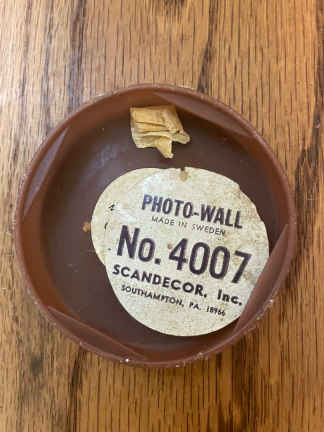 PHOTO-WALL
MADE IN SWEDEN
No. 4007
SCANDECOR, Inc.
SOUTHAMPTON, PA. 18966